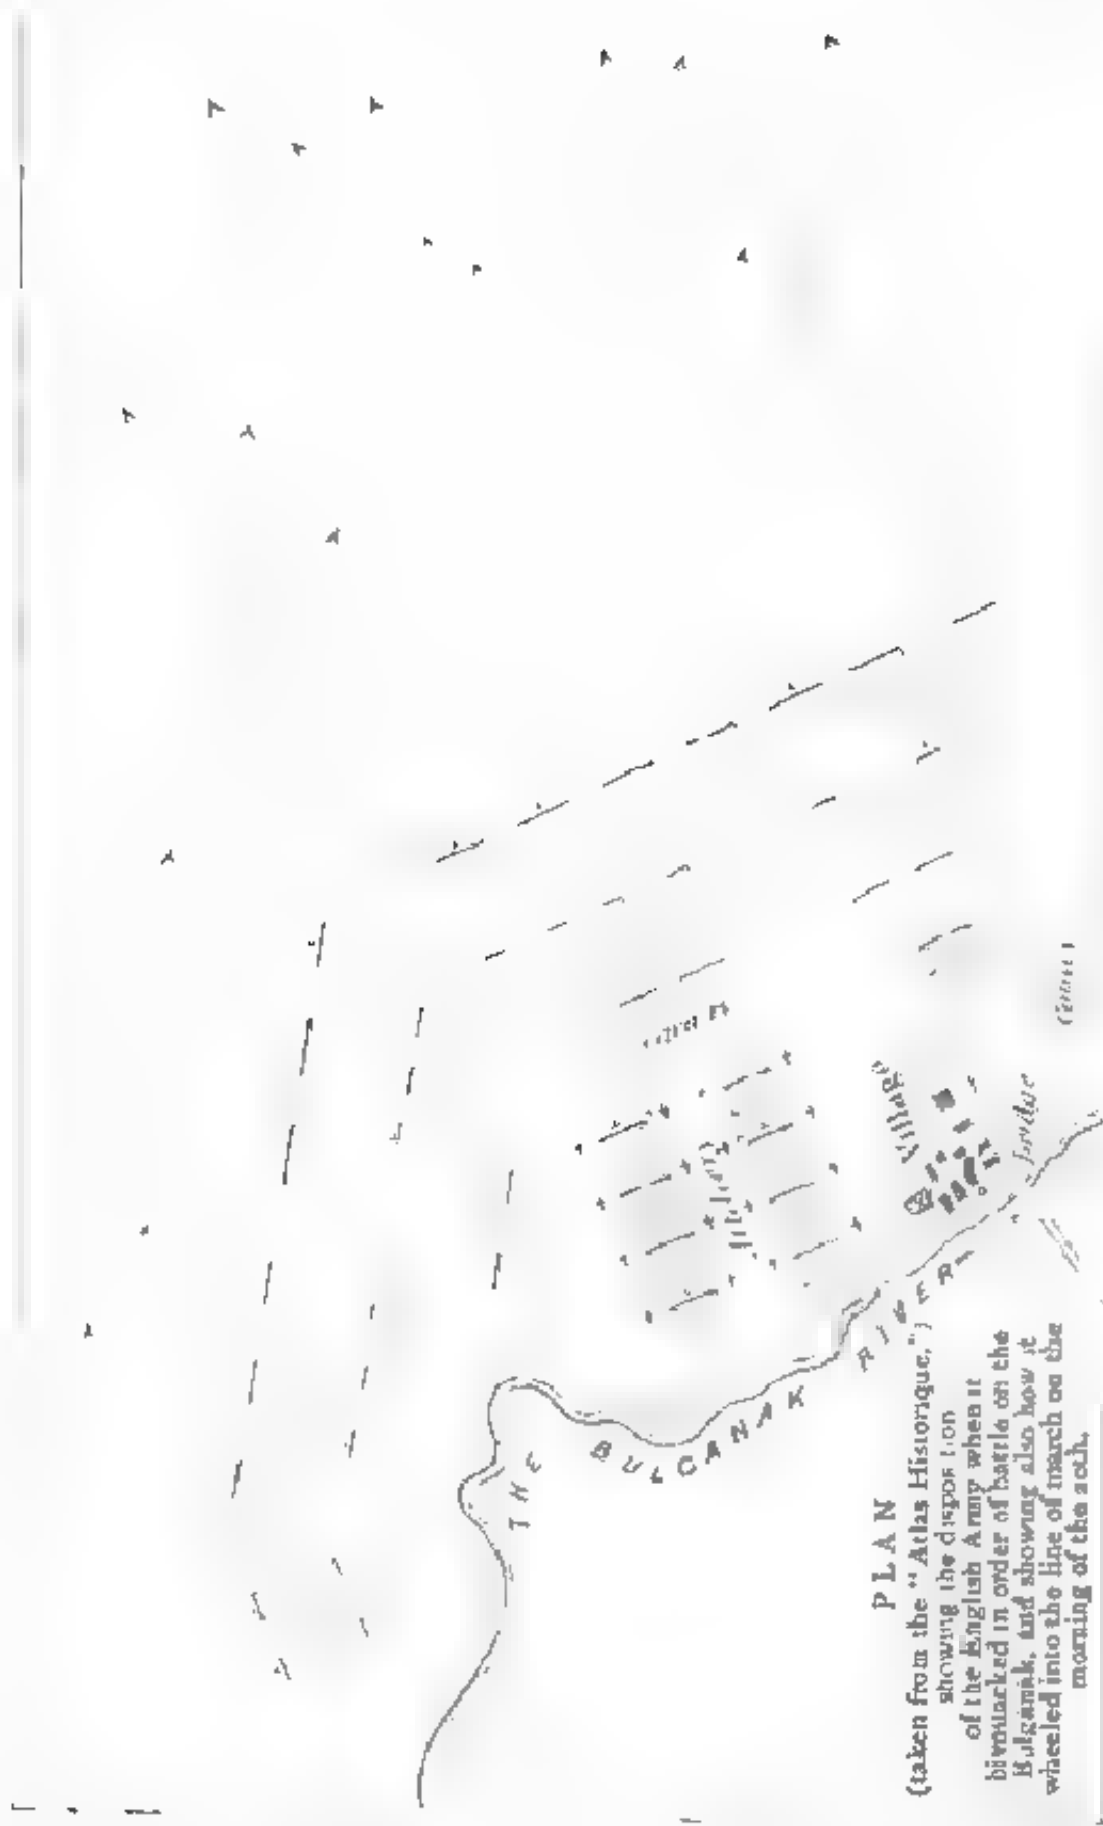 THE BULGANAK RIVER
Village
bridge
PLAN
(taken from the "Atlas Historique,")
showing the disposition
of the English Army when it
bivouacked in order of battle on the
Bulganak, and showing also how it
wheeled into the line of march on the
morning of the 20th.